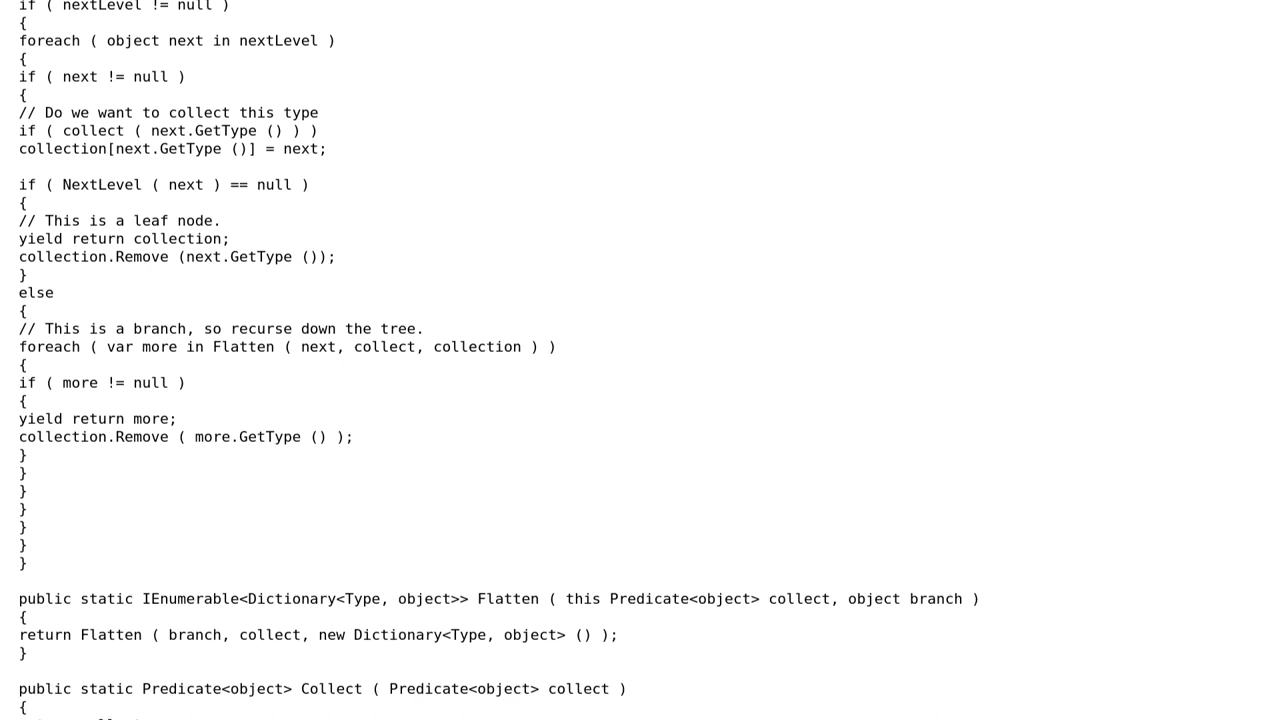 if ( nextLevel != null )
{
foreach ( object next in nextLevel )
{
if ( next != null )
{
// Do we want to collect this type
if ( collect ( next.GetType () ) )
collection[next.GetType ()] = next;

if ( NextLevel ( next ) == null )
{
// This is a leaf node.
yield return collection;
collection.Remove (next.GetType ());
}
else
{
// This is a branch, so recurse down the tree.
foreach ( var more in Flatten ( next, collect, collection ) )
{
if ( more != null )
{
yield return more;
collection.Remove ( more.GetType () );
}
}
}
}
}
}
}

public static IEnumerable<Dictionary<Type, object>> Flatten ( this Predicate<object> collect, object branch )
{
return Flatten ( branch, collect, new Dictionary<Type, object> () );
}

public static Predicate<object> Collect ( Predicate<object> collect )
{